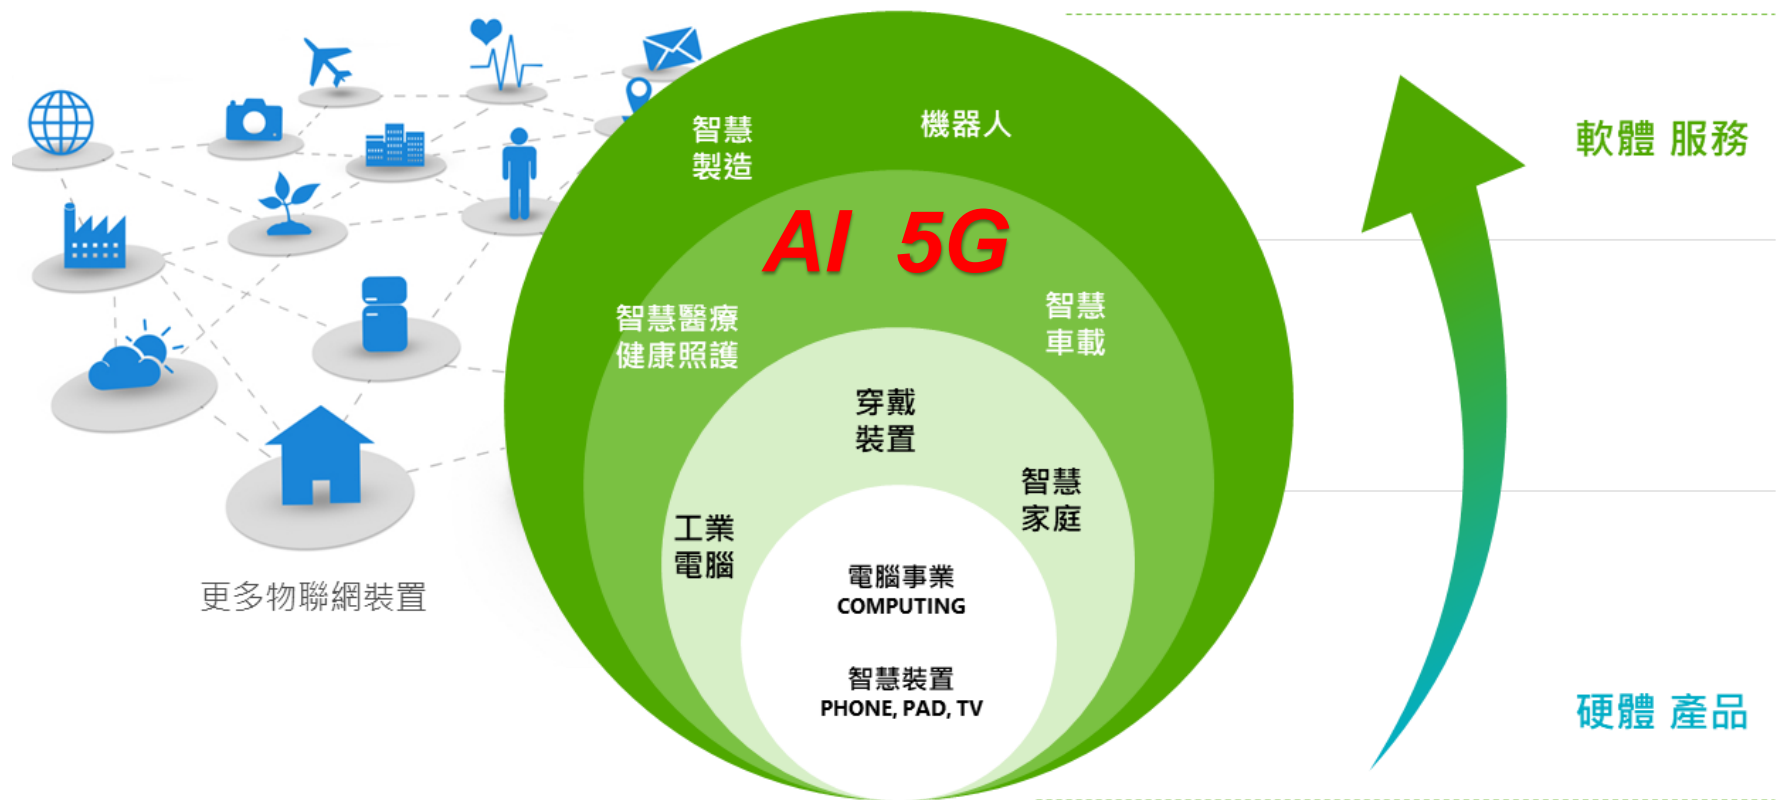 智慧
製造
機器人
AI 5G
智慧醫療
健康照護
智慧
車載
穿戴
裝置
智慧
家庭
工業
電腦
電腦事業
COMPUTING
智慧裝置
PHONE, PAD, TV
更多物聯網裝置
軟體 服務
硬體 產品